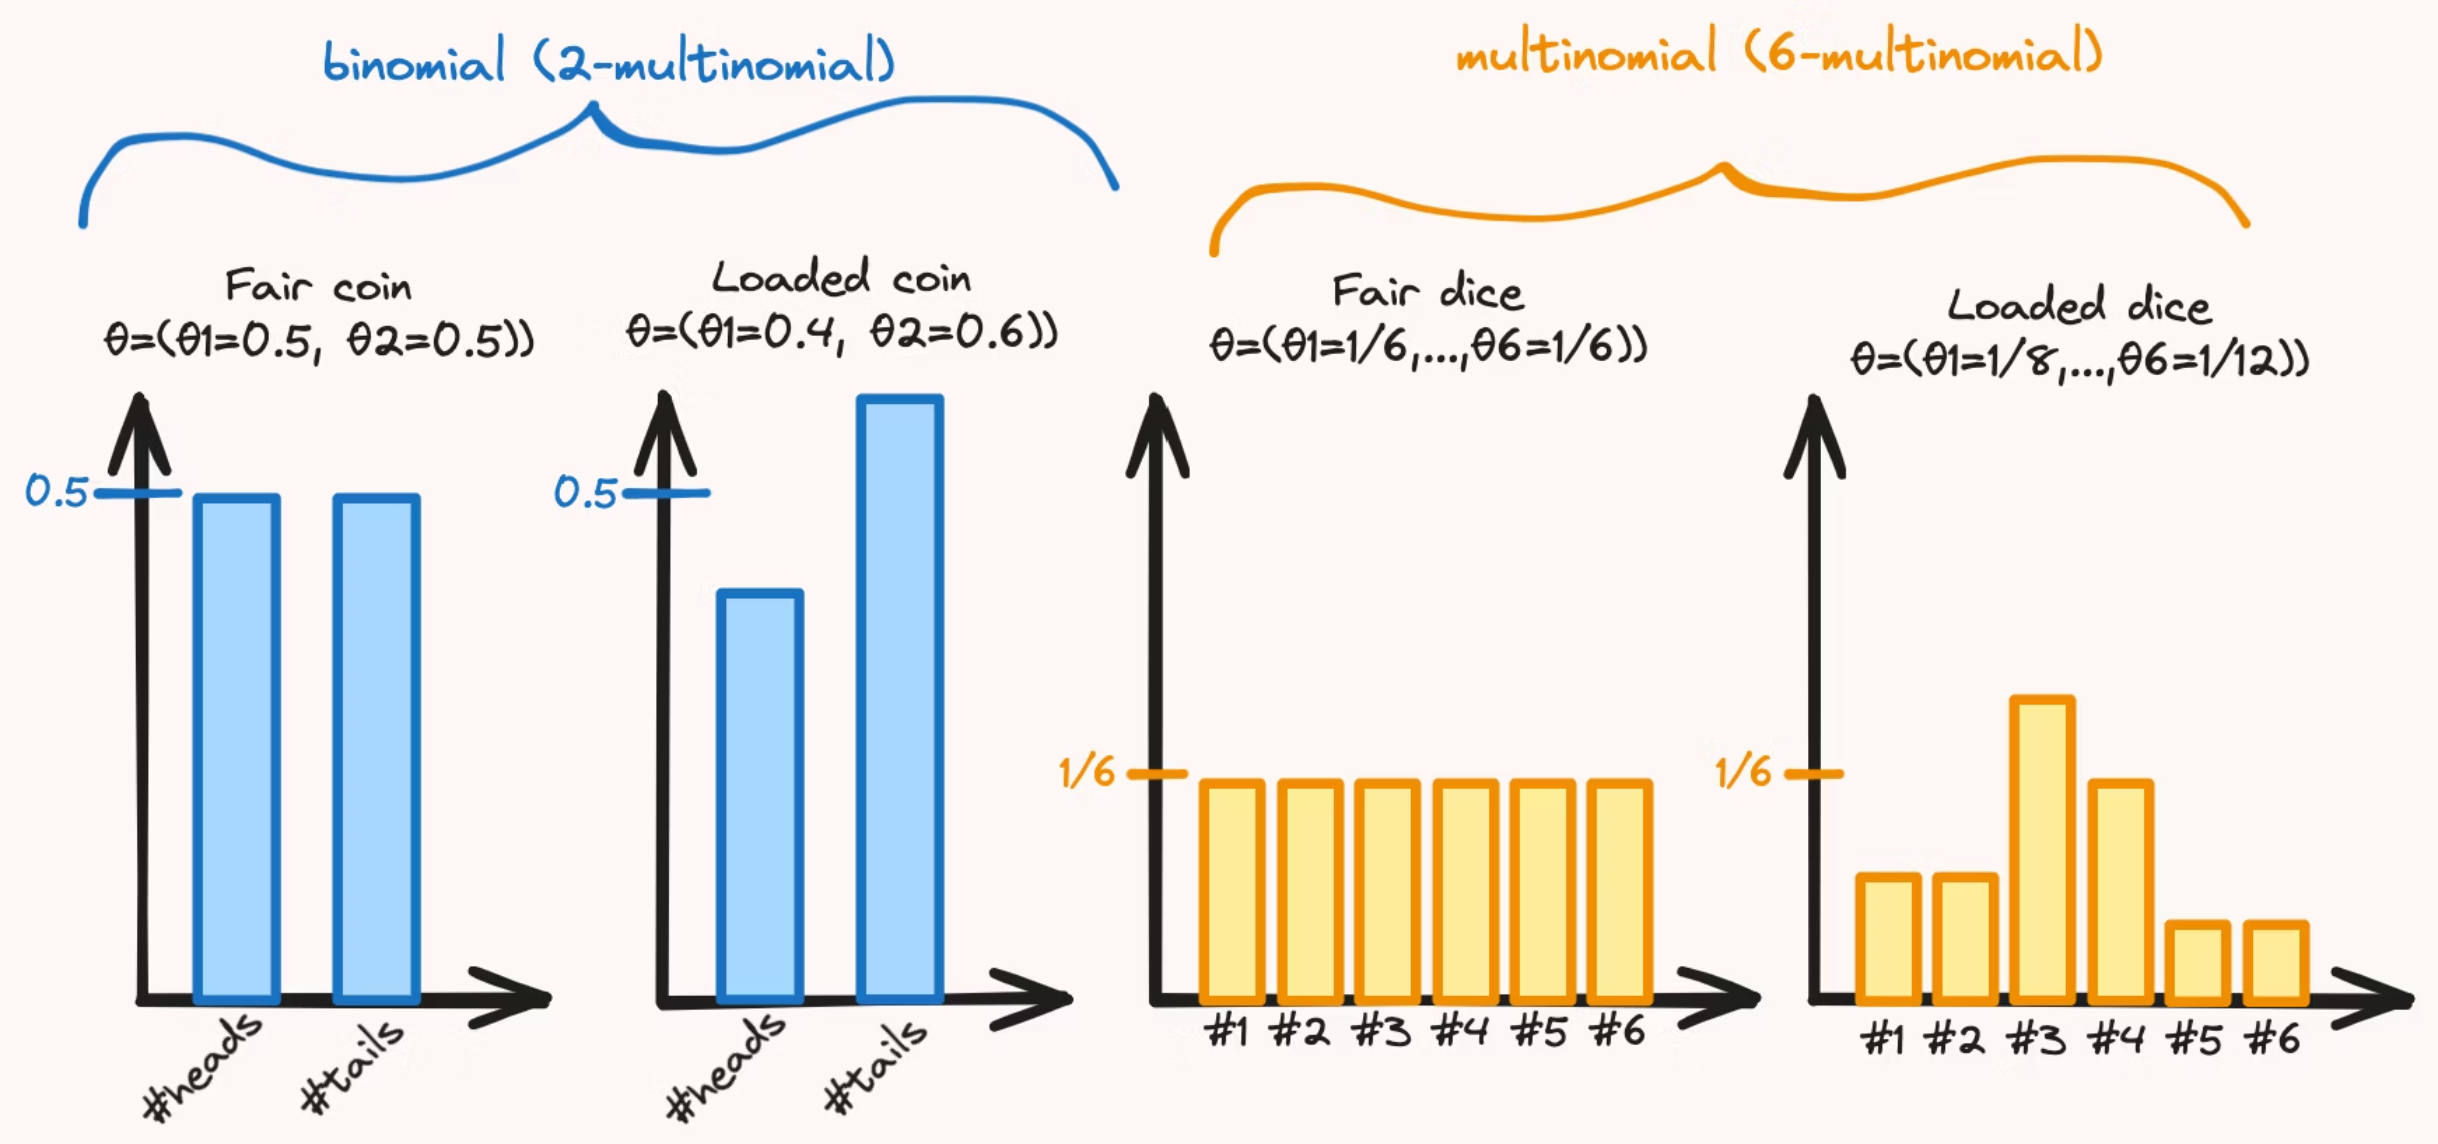 binomial (2-multinomial)
multinomial (6-multinomial)
Fair coin
θ=(θ1=0.5, θ2=0.5))
Loaded coin
θ=(θ1=0.4, θ2=0.6))
Fair dice
θ=(θ1=1/6,...,θ6=1/6))
Loaded dice
θ=(θ1=1/8,...,θ6=1/12))
0.5
#heads
#tails
0.5
#heads
#tails
1/6
#1 #2 #3 #4 #5 #6
1/6
#1 #2 #3 #4 #5 #6